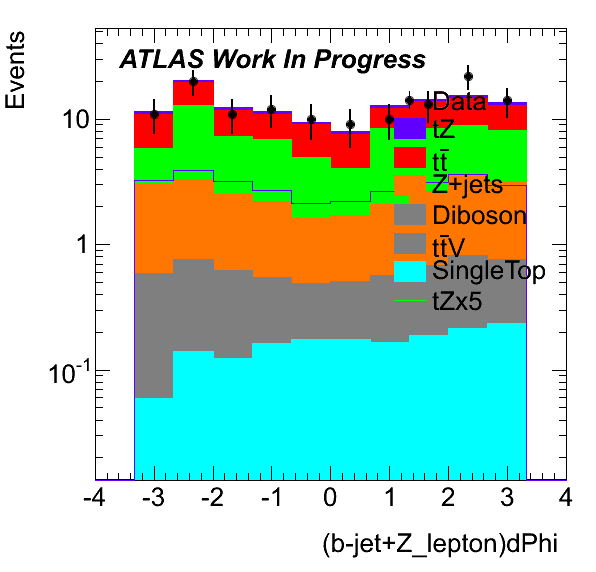 Events
ATLAS Work In Progress
Data
tZ
tt̄
Z+jets
Diboson
tt̄V
SingleTop
tZx5
10
1
10⁻¹
-4 -3 -2 -1 0 1 2 3 4
(b-jet+Z_lepton)dPhi